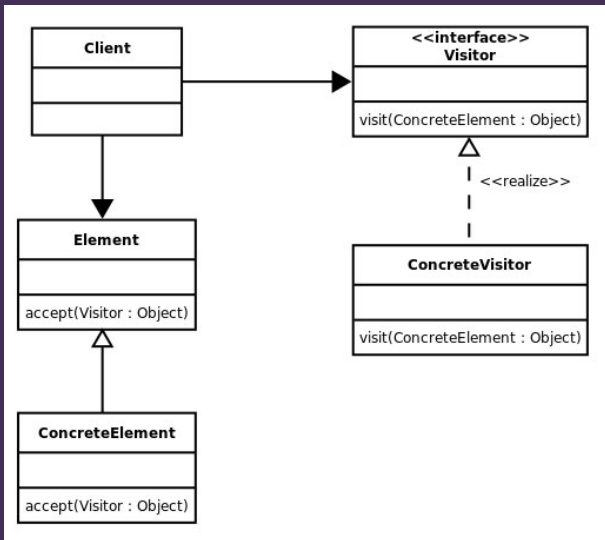 Client
<<interface>>
Visitor
visit(ConcreteElement : Object)
<<realize>>
Element
accept(Visitor : Object)
ConcreteVisitor
visit(ConcreteElement : Object)
ConcreteElement
accept(Visitor : Object)